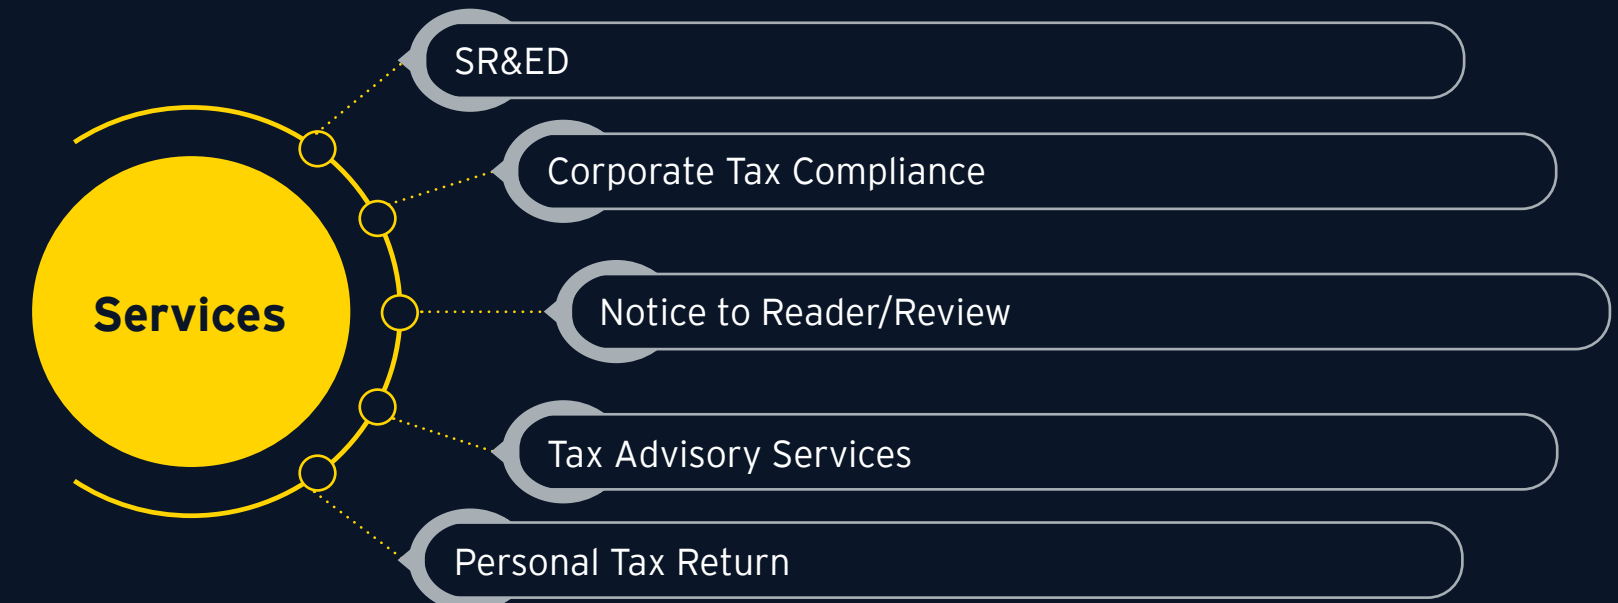 SR&ED
Corporate Tax Compliance
Services
Notice to Reader/Review
Tax Advisory Services
Personal Tax Return